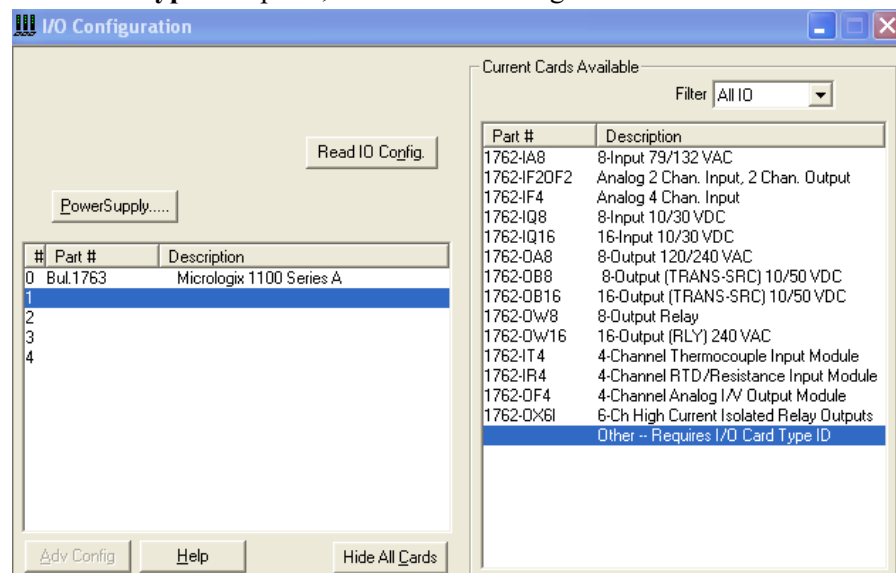 I/O Configuration
Current Cards Available
Filter All IO
Read IO Config.
PowerSupply.....
# Part # Description
0 Bul.1763 Micrologix 1100 Series A
1
2
3
4
Adv Config Help Hide All Cards
Part # Description
1762-IA8 8-Input 79/132 VAC
1762-IF2OF2 Analog 2 Chan. Input, 2 Chan. Output
1762-IF4 Analog 4 Chan. Input
1762-IQ8 8-Input 10/30 VDC
1762-IQ16 16-Input 10/30 VDC
1762-OA8 8-Output 120/240 VAC
1762-OB8 8-Output (TRANS-SRC) 10/50 VDC
1762-OB16 16-Output (TRANS-SRC) 10/50 VDC
1762-OW8 8-Output Relay
1762-OW16 16-Output (RLY) 240 VAC
1762-IT4 4-Channel Thermocouple Input Module
1762-IR4 4-Channel RTD/Resistance Input Module
1762-OF4 4-Channel Analog I/V Output Module
1762-OX6I 6-Ch High Current Isolated Relay Outputs
Other -- Requires I/O Card Type ID